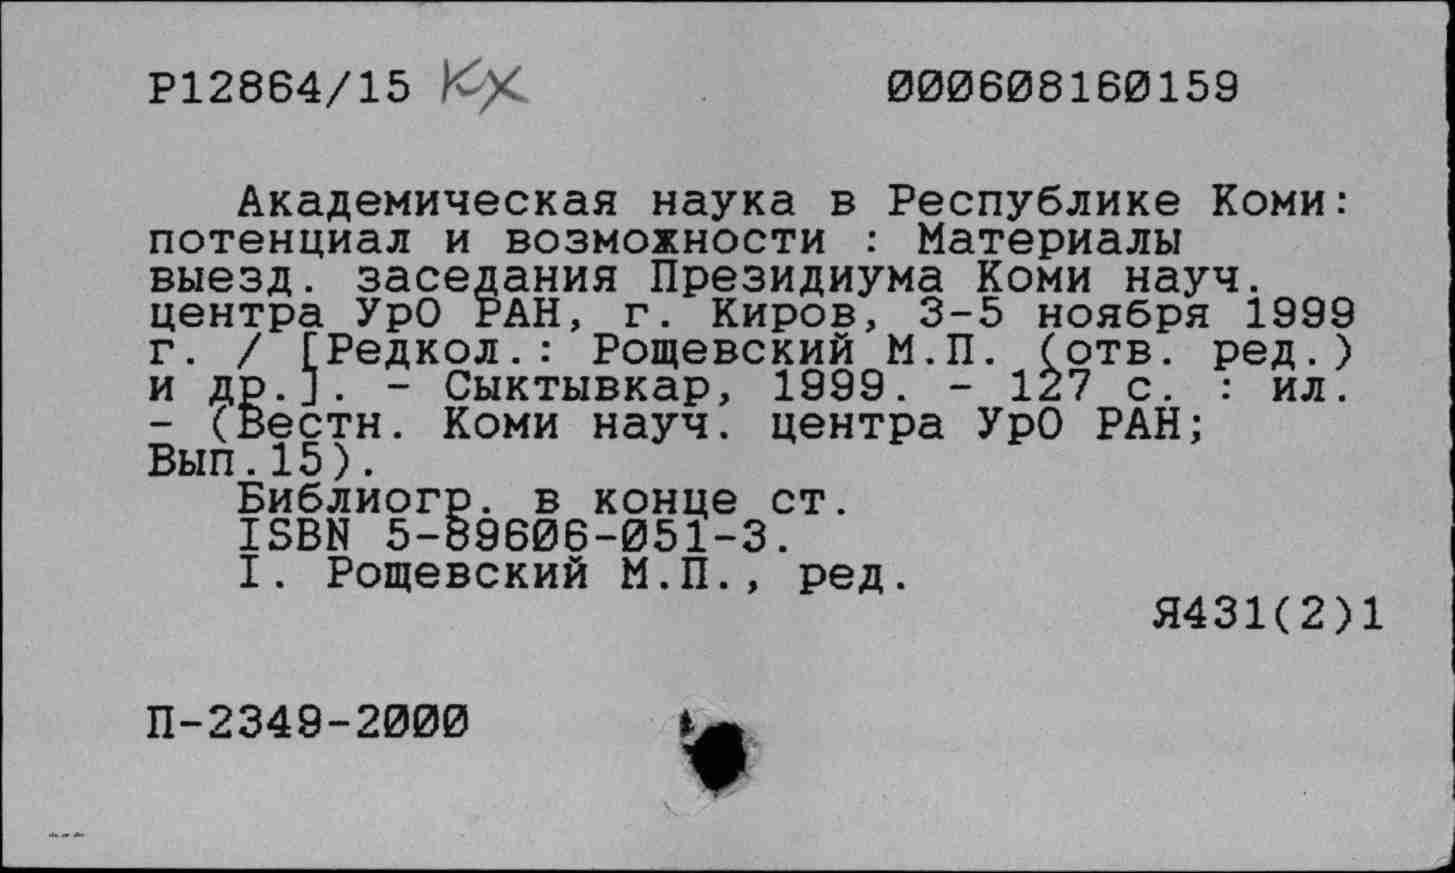 Р12864/15 КХ 000608160159
Академическая наука в Республике Коми:
потенциал и возможности : Материалы
выезд. заседания Президиума Коми науч.
центра УрО РАН, г. Киров, 3-5 ноября 1999
г. / [Редкол.: Рощевский М.П. (отв. ред.)
и др.]. - Сыктывкар, 1999. - 127 с. : ил.
- (Вестн. Коми науч. центра УрО РАН;
Вып.15).
Библиогр. в конце ст.
ISBN 5-89606-051-3.
I. Рощевский М.П., ред.
Я431(2)1
П-2349-2000